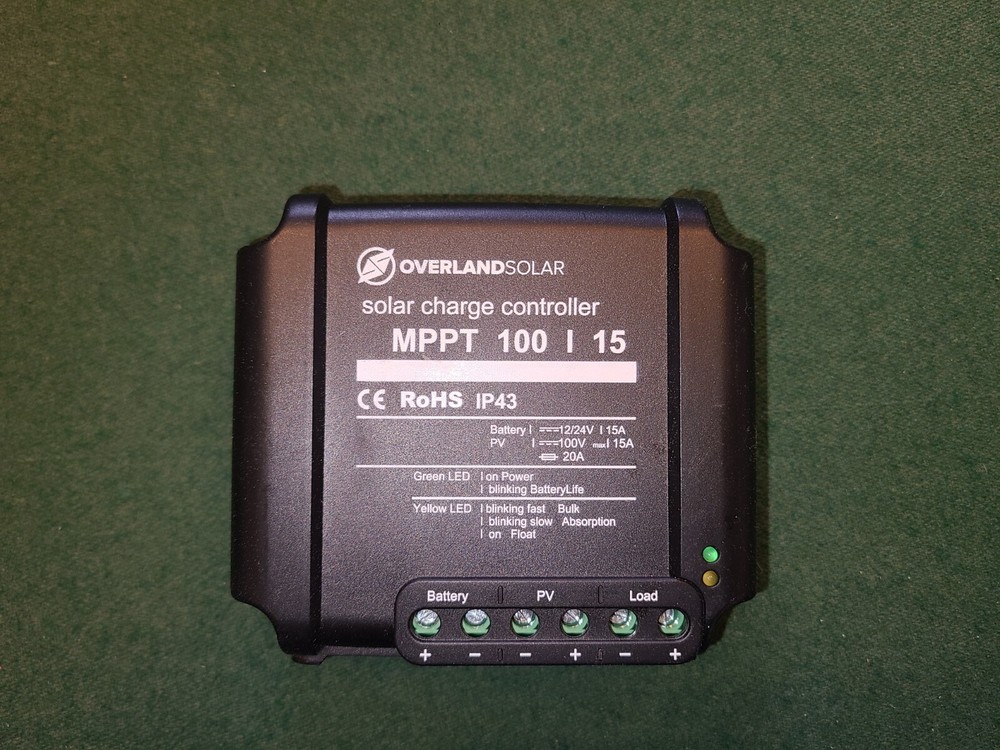 OVERLANDSOLAR
solar charge controller
MPPT 100 | 15
CE RoHS IP43
Battery | 12/24V | 15A
PV | 100V max | 15A
20A
Green LED | on Power
| blinking BatteryLife
Yellow LED | blinking fast Bulk
| blinking slow Absorption
| on Float
Battery | PV | Load
+ − − + − +